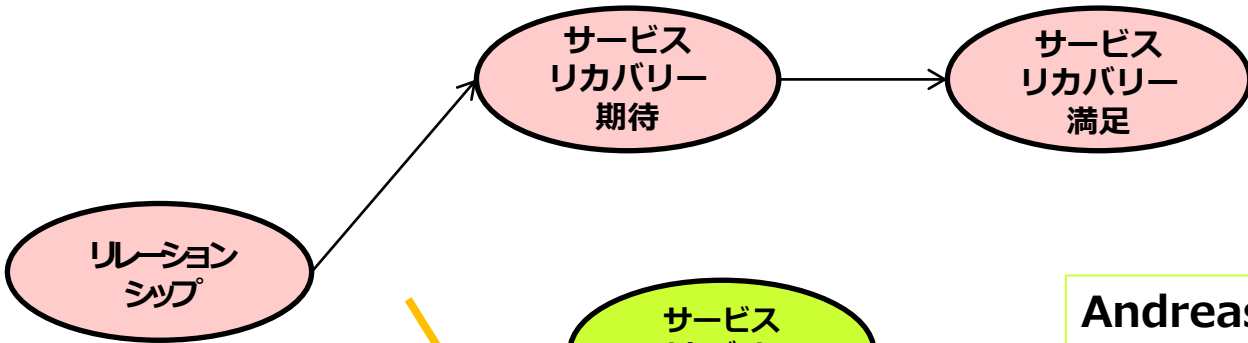 サービス
リカバリー
期待
サービス
リカバリー
満足
リレーション
シップ
サービス
Andreas